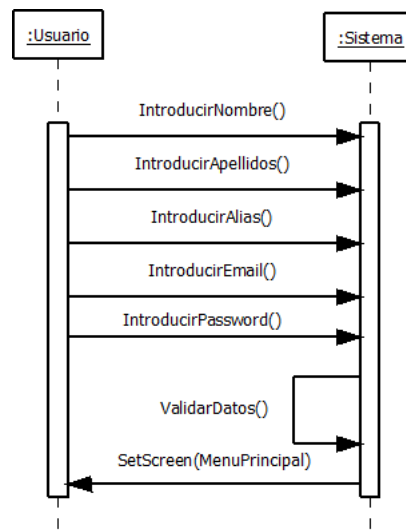 :Usuario
:Sistema
IntroducirNombre()
IntroducirApellidos()
IntroducirAlias()
IntroducirEmail()
IntroducirPassword()
ValidarDatos()
SetScreen(MenuPrincipal)